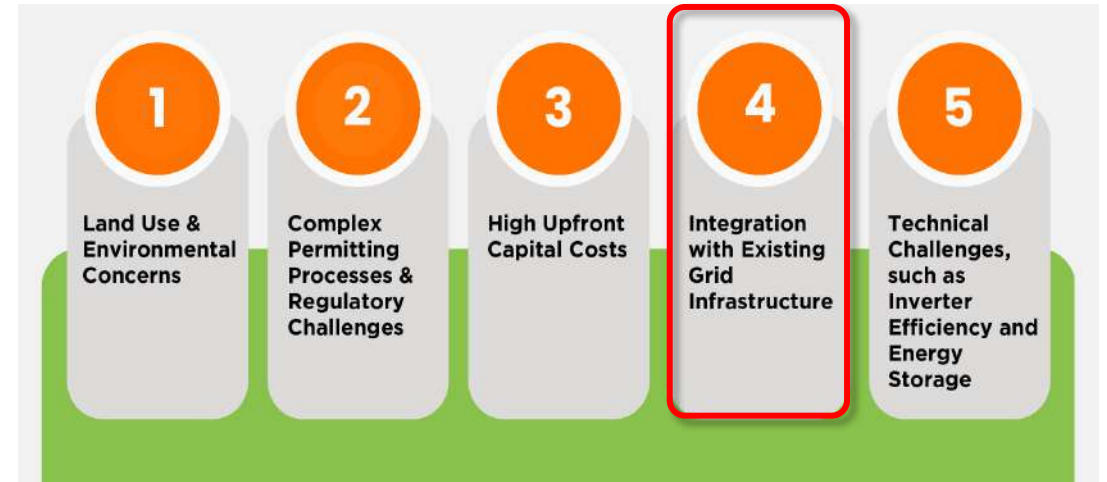 1
Land Use &
Environmental
Concerns
2
Complex
Permitting
Processes &
Regulatory
Challenges
3
High Upfront
Capital Costs
4
Integration
with Existing
Grid
Infrastructure
5
Technical
Challenges,
such as
Inverter
Efficiency and
Energy
Storage